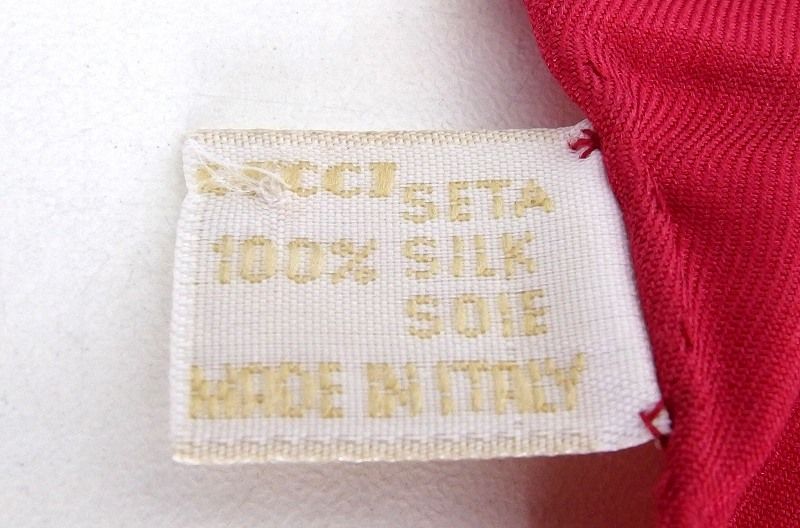 SETA
100% SILK
SOIE
MADE IN ITALY